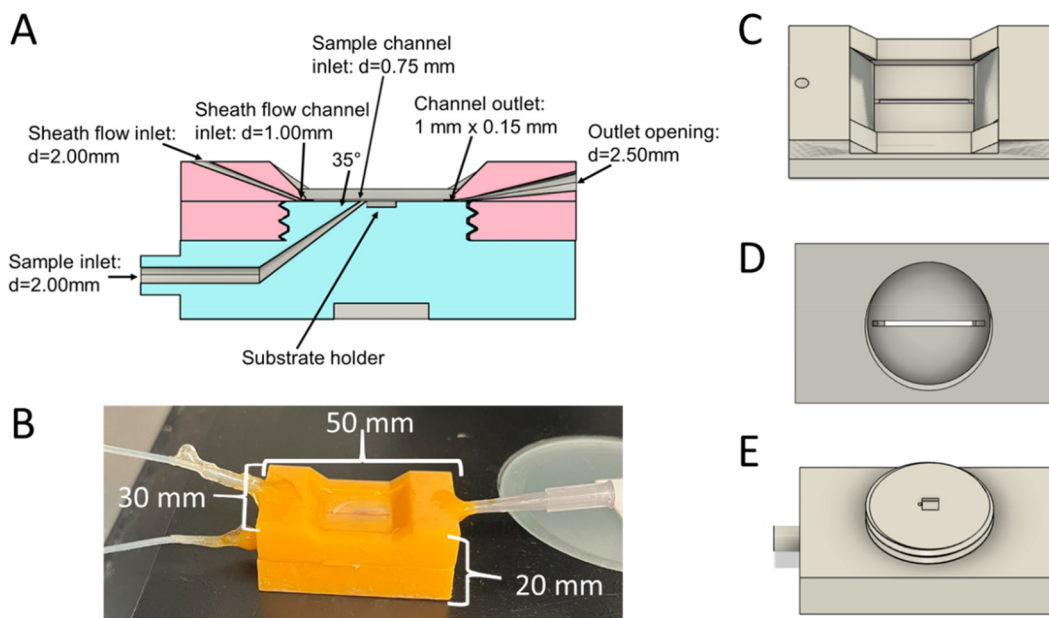 A
Sample channel
inlet: d=0.75 mm
Sheath flow channel
inlet: d=1.00mm
Channel outlet:
1 mm x 0.15 mm
Sheath flow inlet:
d=2.00mm
Outlet opening:
d=2.50mm
35°
Sample inlet:
d=2.00mm
Substrate holder
B
50 mm
30 mm
20 mm
C
D
E